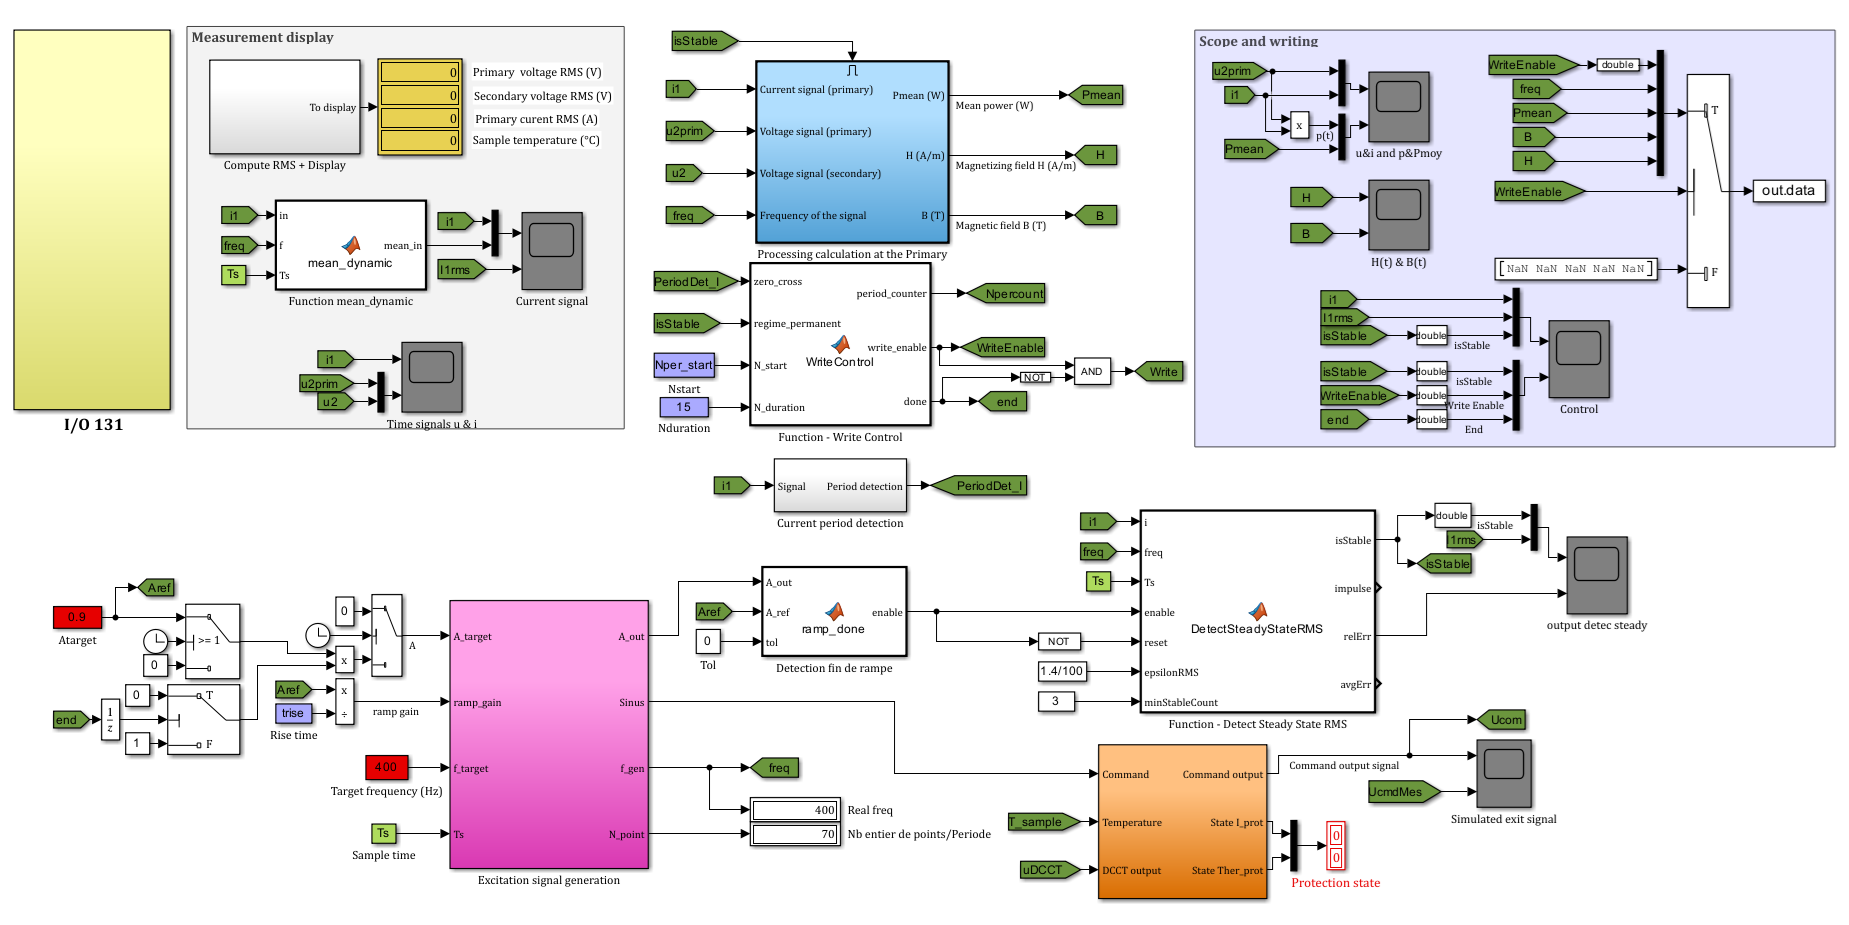 I/O 131
Measurement display
To display
Compute RMS + Display
0
0
0
0
Primary voltage RMS (V)
Secondary voltage RMS (V)
Primary curent RMS (A)
Sample temperature (°C)
i1
freq
Ts
in
f
Ts
mean_in
mean_dynamic
Function mean_dynamic
i1
I1rms
Current signal
i1
u2prim
u2
Time signals u & i
isStable
i1
u2prim
u2
freq
Current signal (primary)
Voltage signal (primary)
Voltage signal (secondary)
Frequency of the signal
Pmean (W)
H (A/m)
B (T)
Mean power (W)
Magnetizing field H (A/m)
Magnetic field B (T)
Pmean
H
B
Processing calculation at the Primary
PeriodDet_I
isStable
Nper_start
Nstart
15
Nduration
zero_cross
regime_permanent
N_start
N_duration
period_counter
write_enable
done
WriteControl
Function - Write Control
Npercount
WriteEnable
NOT
AND
Write
end
i1
Signal
Period detection
Current period detection
PeriodDet_I
Scope and writing
u2prim
i1
x
p(t)
Pmean
u&i and p&Pmoy
H
B
H(t) & B(t)
WriteEnable
double
freq
Pmean
B
H
WriteEnable
T
F
[ NaN NaN NaN NaN NaN ]
out.data
i1
I1rms
isStable
double
isStable
isStable
double
isStable
WriteEnable
double
Write Enable
end
double
End
Control
Aref
0.9
Atarget
>= 1
0
0
T
F
1
end
1
z
0
x
A
Aref
trise
Rise time
x
÷
ramp gain
400
Target frequency (Hz)
Ts
Sample time
A_target
ramp_gain
f_target
Ts
A_out
Sinus
f_gen
N_point
Excitation signal generation
freq
400
Real freq
70
Nb entier de points/Periode
Aref
0
Tol
A_out
A_ref
tol
enable
ramp_done
Detection fin de rampe
i1
freq
Ts
NOT
1.4/100
3
i
freq
Ts
enable
reset
epsilonRMS
minStableCount
isStable
impulse
relErr
avgErr
DetectSteadyStateRMS
Function - Detect Steady State RMS
double
isStable
I1rms
isStable
output detec steady
T_sample
uDCCT
Command
Temperature
DCCT output
Command output
State I_prot
State Ther_prot
Command output signal
Ucom
UcmdMes
Simulated exit signal
0
0
Protection state